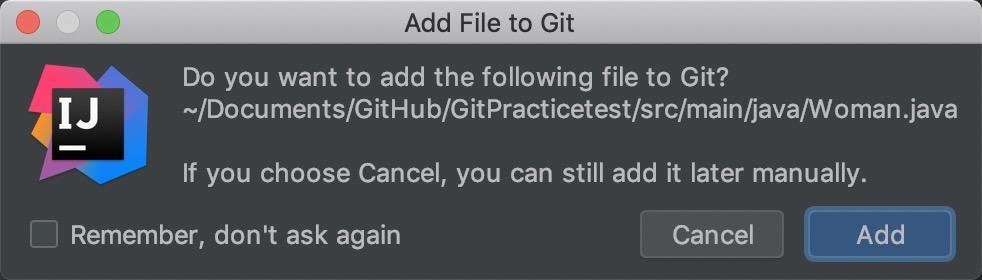 Add File to Git
Do you want to add the following file to Git?
~/Documents/GitHub/GitPracticetest/src/main/java/Woman.java
If you choose Cancel, you can still add it later manually.
IJ
Remember, don't ask again
Cancel
Add